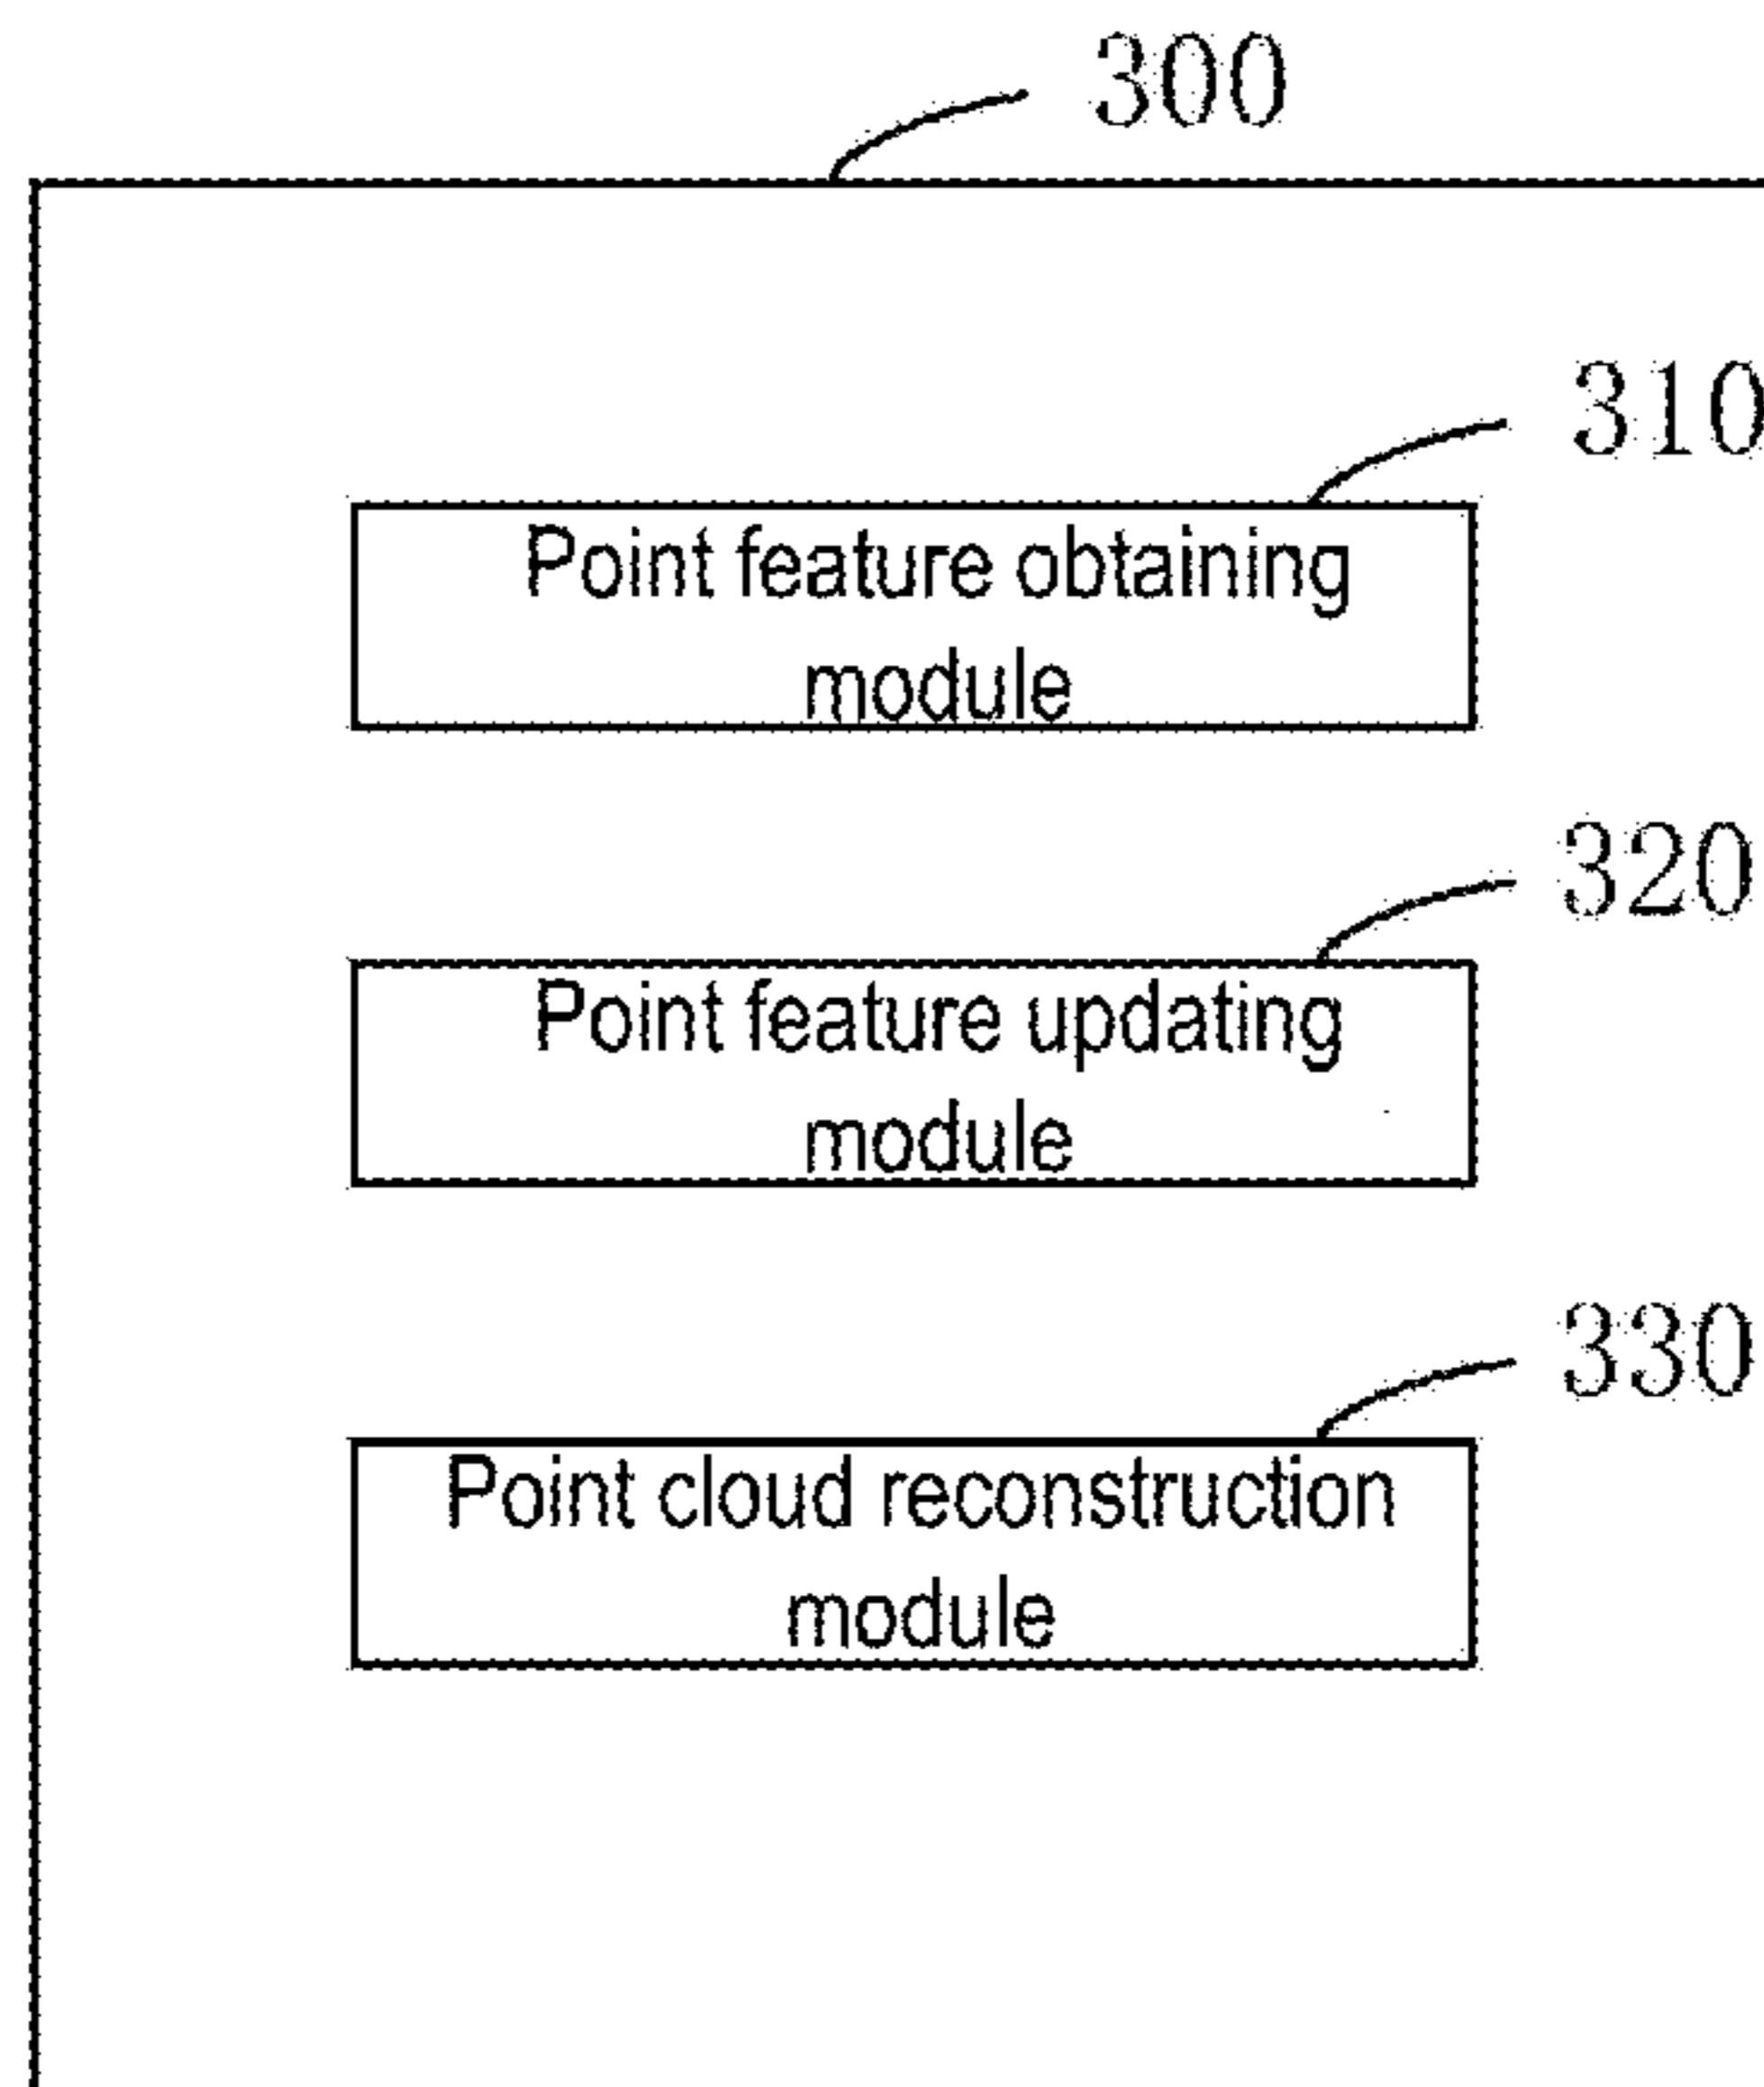 300
310
Point feature obtaining
module
320
Point feature updating
module
330
Point cloud reconstruction
module